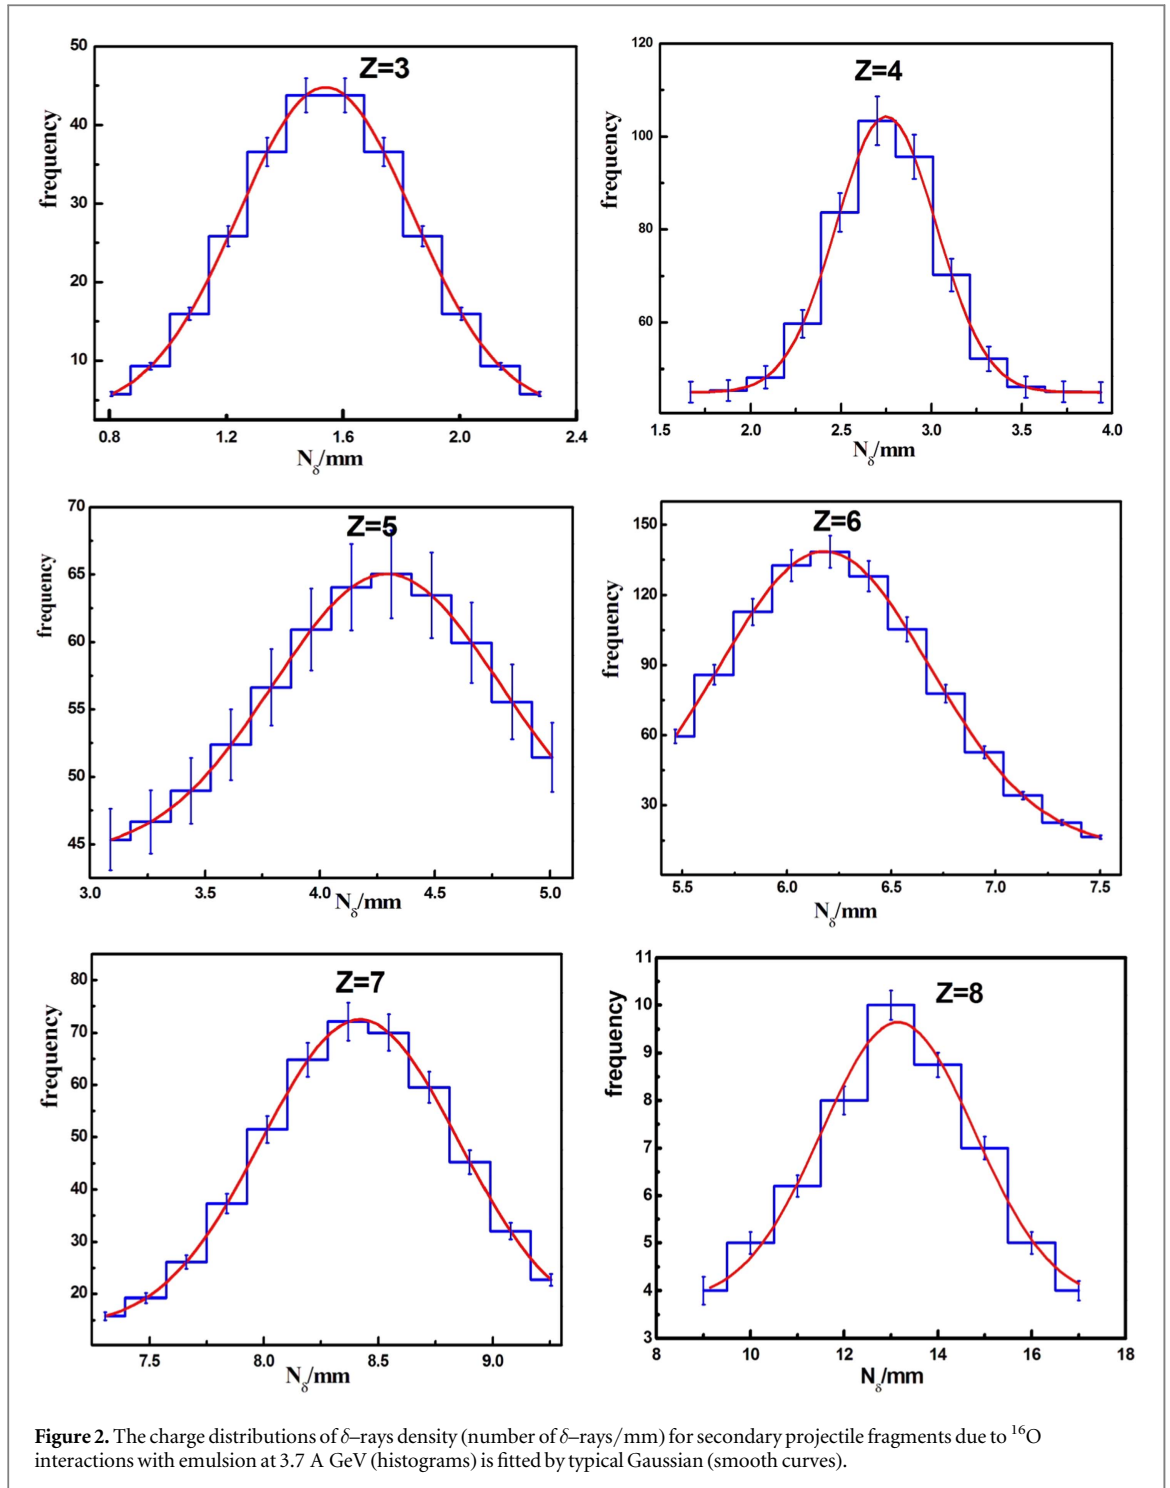 Z=3
frequency
50
40
30
20
10
0.8 1.2 1.6 2.0 2.4
Nδ/mm
Z=4
frequency
120
100
80
60
1.5 2.0 2.5 3.0 3.5 4.0
Nδ/mm
Z=5
frequency
70
65
60
55
50
45
3.0 3.5 4.0 4.5 5.0
Nδ/mm
Z=6
frequency
150
120
90
60
30
5.5 6.0 6.5 7.0 7.5
Nδ/mm
Z=7
frequency
80
70
60
50
40
30
20
7.5 8.0 8.5 9.0
Nδ/mm
Z=8
frequency
11
10
9
8
7
6
5
4
3
8 10 12 14 16 18
Nδ/mm
Figure 2. The charge distributions of δ–rays density (number of δ–rays/mm) for secondary projectile fragments due to ¹⁶O
interactions with emulsion at 3.7 A GeV (histograms) is fitted by typical Gaussian (smooth curves).